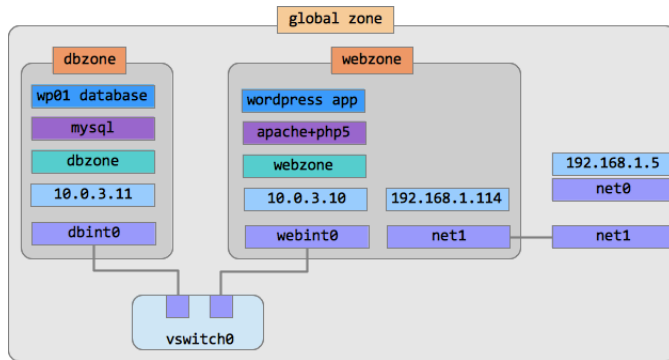 global zone
dbzone
wp01 database
mysql
dbzone
10.0.3.11
dbint0
webzone
wordpress app
apache+php5
webzone
10.0.3.10
webint0
192.168.1.114
net1
192.168.1.5
net0
net1
vswitch0